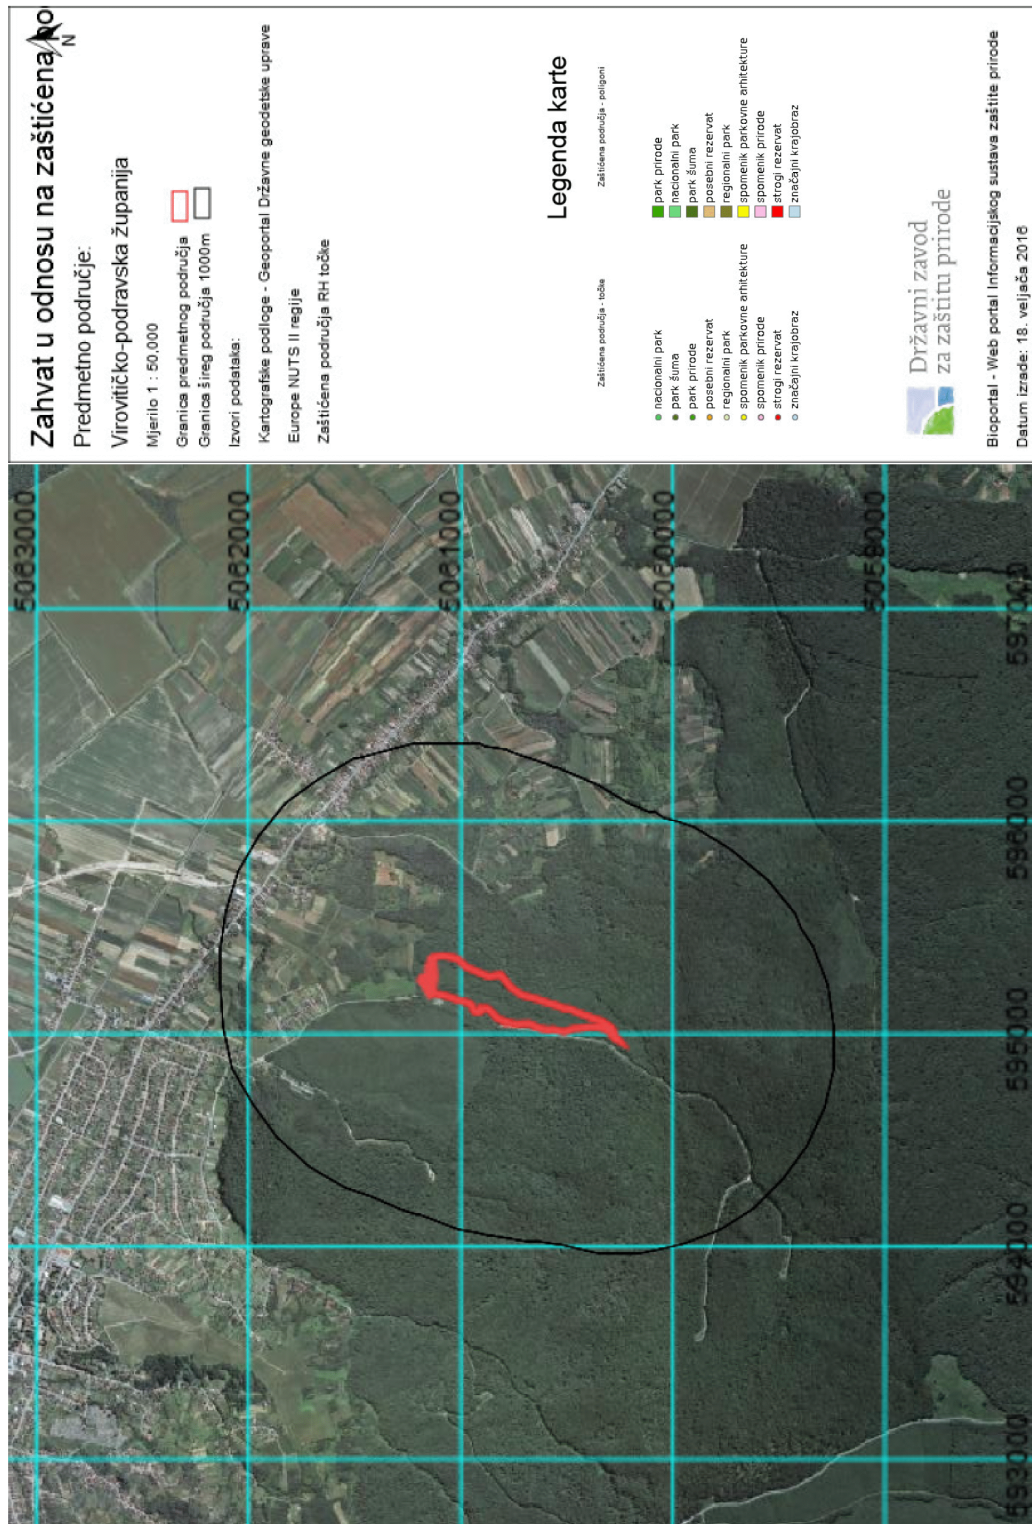 Zahvat u odnosu na zaštićena po
N
Predmetno područje:
Virovitičko-podravska županija
Mjerilo 1 : 50,000
Granica predmetnog područja
Granica šireg područja 1000m
Izvori podataka:
Kartografske podloge - Geoportal Državne geodetske uprave
Europe NUTS II regije
Zaštićena područja RH točke
Legenda karte
Zaštićena područja - točke
nacionalni park
park šuma
park prirode
posebni rezervat
regionalni park
spomenik parkovne arhitekture
spomenik prirode
strogi rezervat
značajni krajobraz
Zaštićena područja - poligoni
park prirode
nacionalni park
park šuma
posebni rezervat
regionalni park
spomenik parkovne arhitekture
spomenik prirode
strogi rezervat
značajni krajobraz
Državni zavod
za zaštitu prirode
Bioportal - Web portal Informacijskog sustava zaštite prirode
Datum izrade: 18. veljača 2016
5083000
5082000
5081000
5080000
5079000
593000
594000
595000
596000
597000